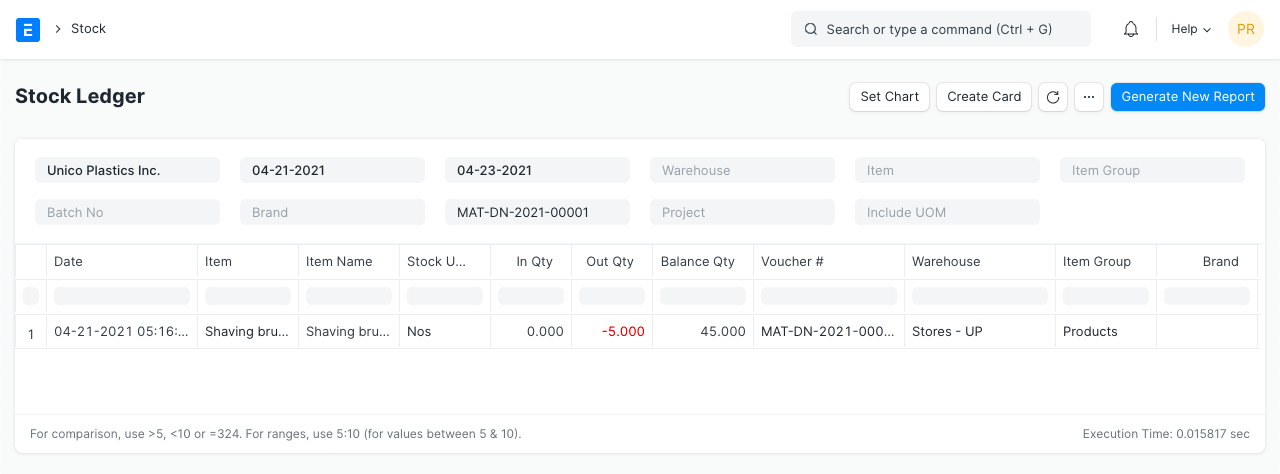 E > Stock Search or type a command (Ctrl + G) Help PR
Stock Ledger Set Chart Create Card ... Generate New Report
Unico Plastics Inc. 04-21-2021 04-23-2021 Warehouse Item Item Group
Batch No Brand MAT-DN-2021-00001 Project Include UOM
Date Item Item Name Stock U... In Qty Out Qty Balance Qty Voucher # Warehouse Item Group Brand
1 04-21-2021 05:16:... Shaving bru... Shaving bru... Nos 0.000 -5.000 45.000 MAT-DN-2021-000... Stores - UP Products
For comparison, use >5, <10 or =324. For ranges, use 5:10 (for values between 5 & 10). Execution Time: 0.015817 sec